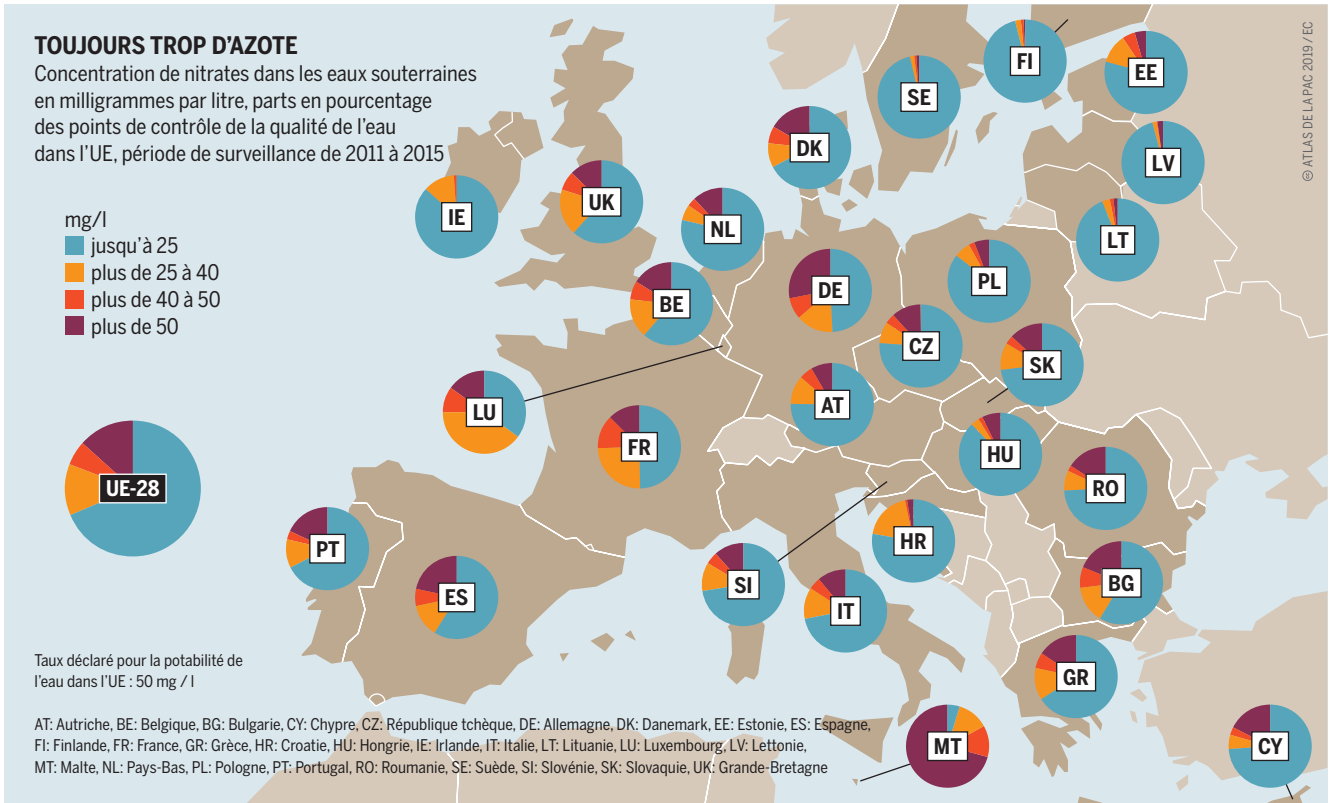 TOUJOURS TROP D'AZOTE
Concentration de nitrates dans les eaux souterraines
en milligrammes par litre, parts en pourcentage
des points de contrôle de la qualité de l'eau
dans l'UE, période de surveillance de 2011 à 2015
mg/l
jusqu'à 25
plus de 25 à 40
plus de 40 à 50
plus de 50
FI
EE
SE
DK
LV
IE
UK
NL
LT
BE
DE
PL
CZ
SK
LU
AT
FR
HU
UE-28
RO
PT
HR
ES
SI
IT
BG
GR
MT
CY
Taux déclaré pour la potabilité de
l'eau dans l'UE : 50 mg / l
AT: Autriche, BE: Belgique, BG: Bulgarie, CY: Chypre, CZ: République tchèque, DE: Allemagne, DK: Danemark, EE: Estonie, ES: Espagne,
FI: Finlande, FR: France, GR: Grèce, HR: Croatie, HU: Hongrie, IE: Irlande, IT: Italie, LT: Lituanie, LU: Luxembourg, LV: Lettonie,
MT: Malte, NL: Pays-Bas, PL: Pologne, PT: Portugal, RO: Roumanie, SE: Suède, SI: Slovénie, SK: Slovaquie, UK: Grande-Bretagne
© ATLAS DE LA PAC 2019 / EC